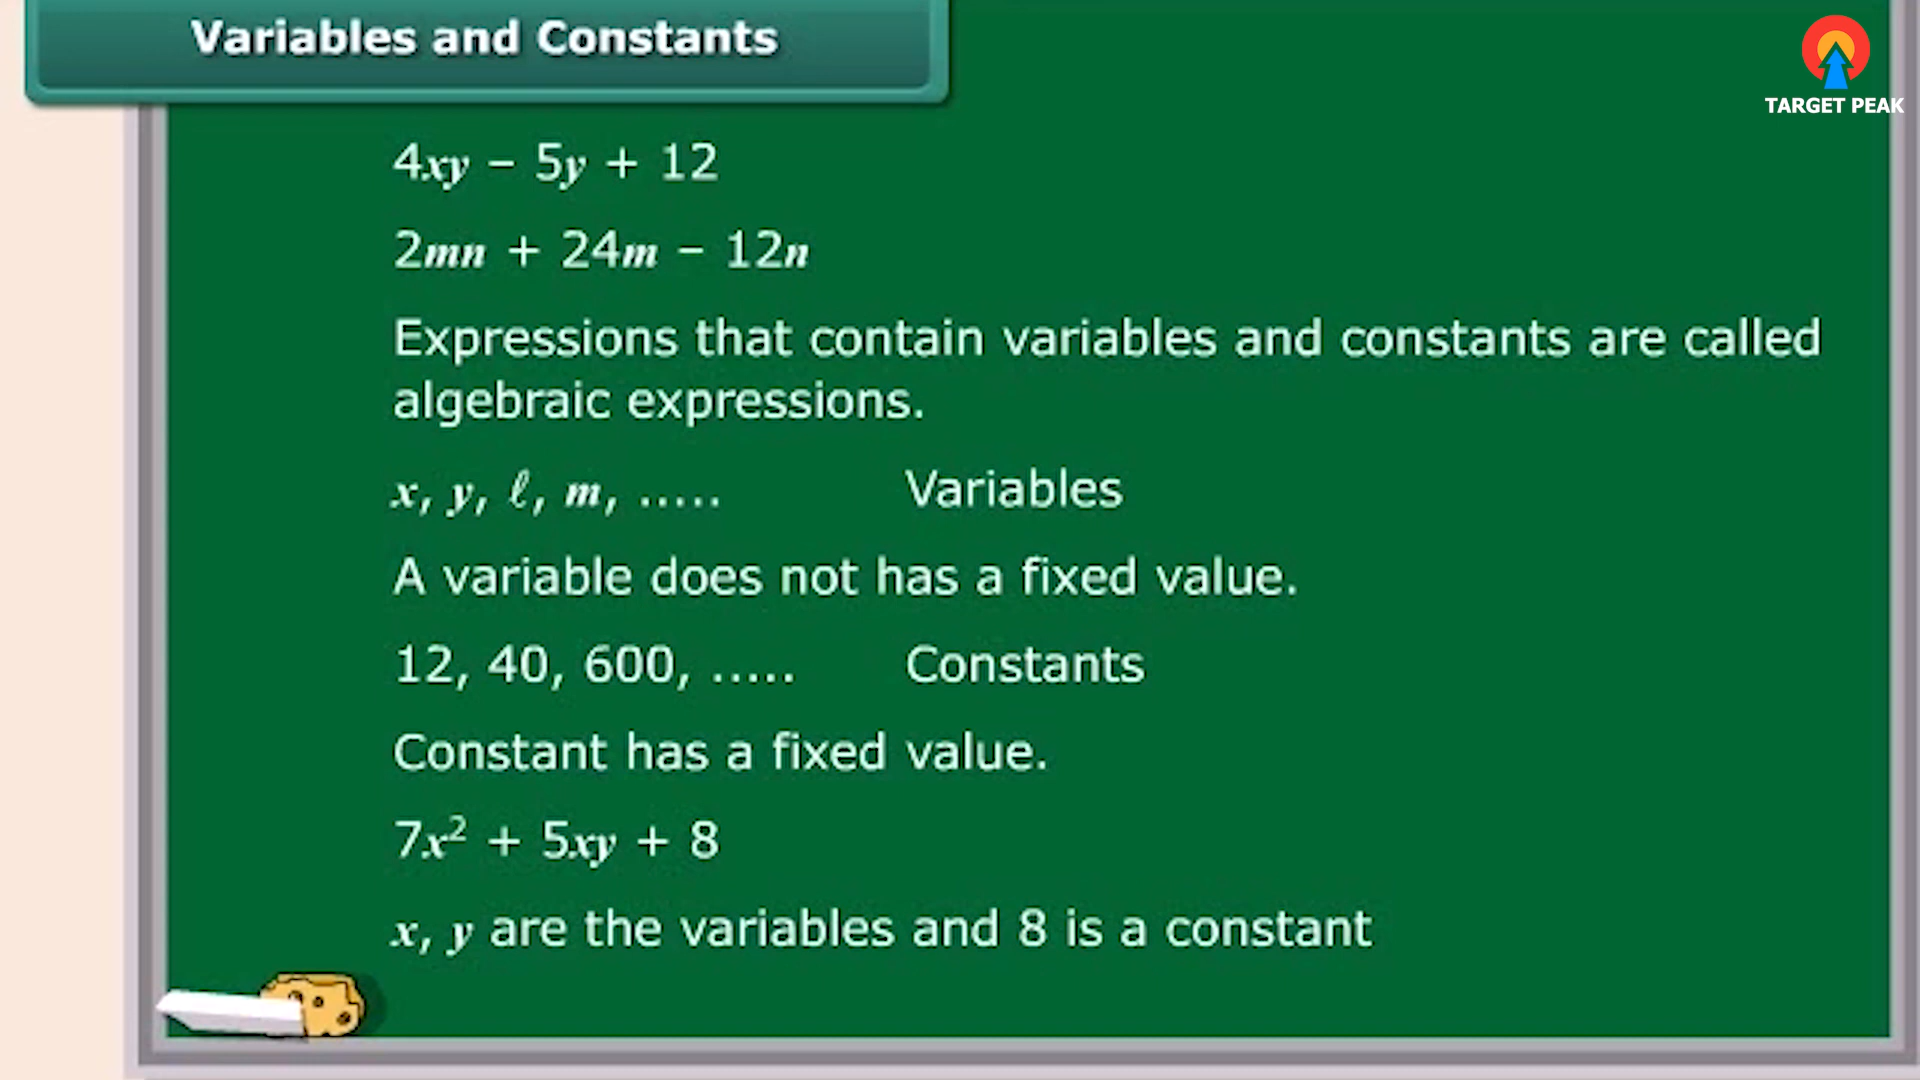 Variables and Constants
TARGET PEAK
4xy – 5y + 12
2mn + 24m – 12n
Expressions that contain variables and constants are called
algebraic expressions.
x, y, ℓ, m, ..... Variables
A variable does not has a fixed value.
12, 40, 600, ..... Constants
Constant has a fixed value.
7x² + 5xy + 8
x, y are the variables and 8 is a constant